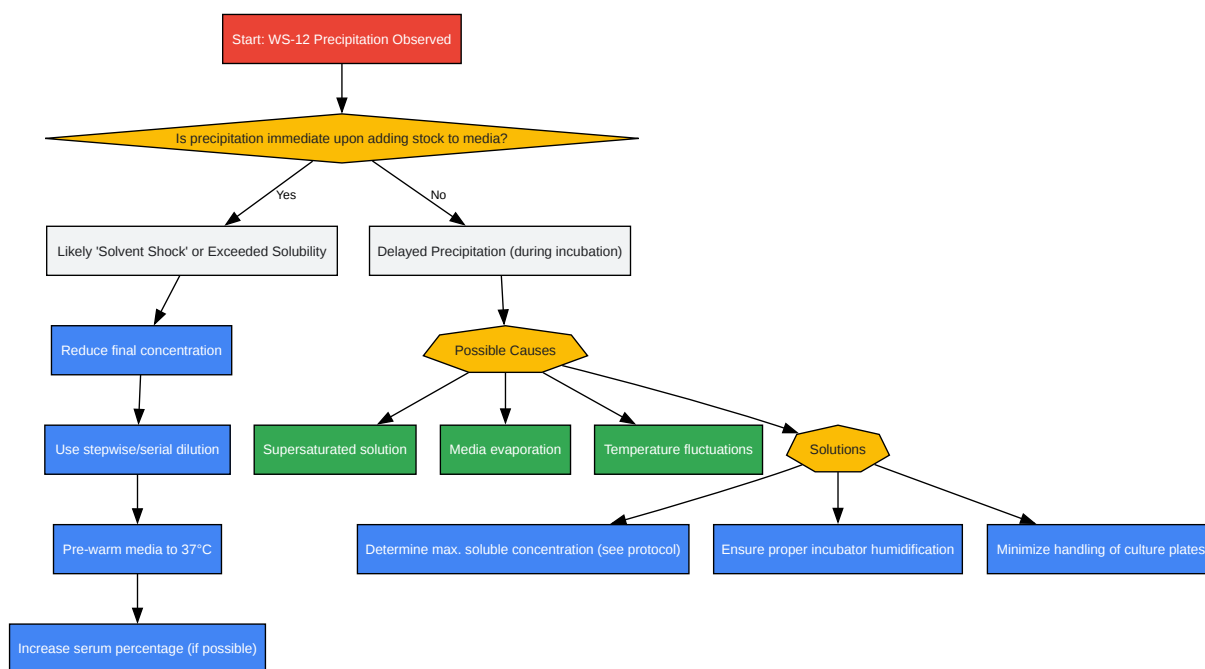 Start: WS-12 Precipitation Observed
Is precipitation immediate upon adding stock to media?
Yes
No
Likely 'Solvent Shock' or Exceeded Solubility
Delayed Precipitation (during incubation)
Reduce final concentration
Possible Causes
Use stepwise/serial dilution
Supersaturated solution
Media evaporation
Temperature fluctuations
Solutions
Pre-warm media to 37°C
Determine max. soluble concentration (see protocol)
Ensure proper incubator humidification
Minimize handling of culture plates
Increase serum percentage (if possible)